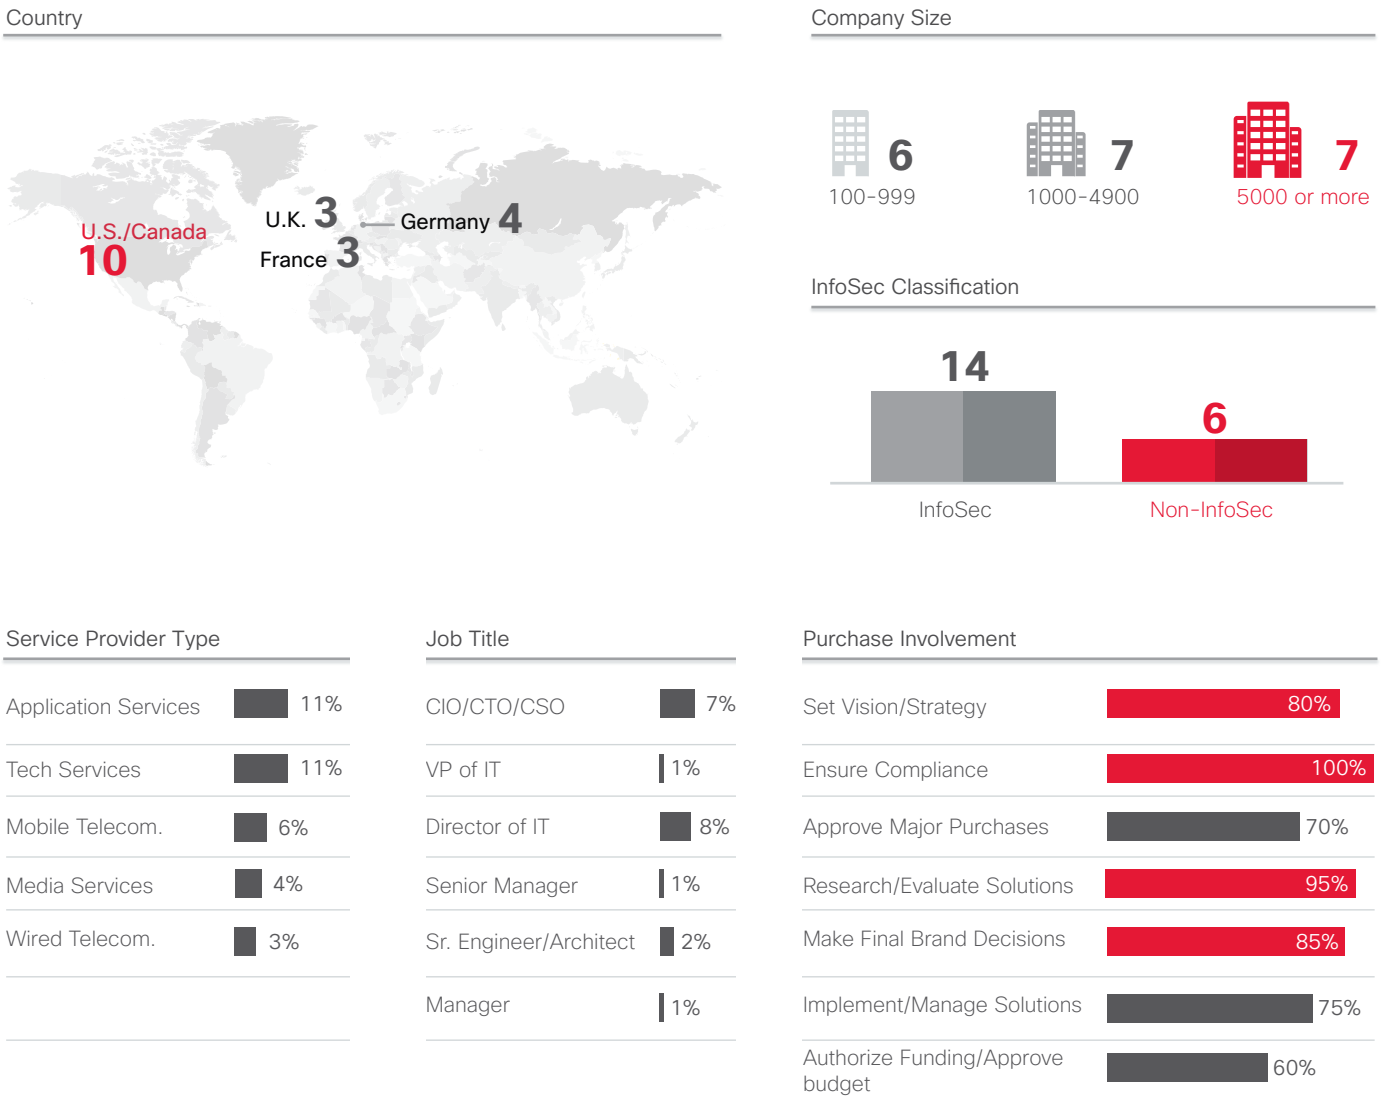 Country
U.S./Canada
10
U.K. 3
Germany 4
France 3
Company Size
6
100-999
7
1000-4900
7
5000 or more
InfoSec Classification
14
InfoSec
6
Non-InfoSec
Service Provider Type
Application Services 11%
Tech Services 11%
Mobile Telecom. 6%
Media Services 4%
Wired Telecom. 3%
Job Title
CIO/CTO/CSO 7%
VP of IT 1%
Director of IT 8%
Senior Manager 1%
Sr. Engineer/Architect 2%
Manager 1%
Purchase Involvement
Set Vision/Strategy 80%
Ensure Compliance 100%
Approve Major Purchases 70%
Research/Evaluate Solutions 95%
Make Final Brand Decisions 85%
Implement/Manage Solutions 75%
Authorize Funding/Approve
budget
60%